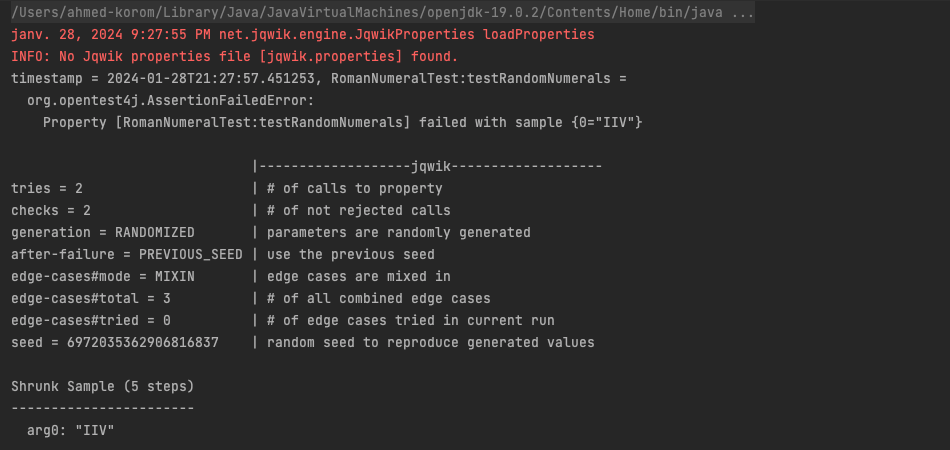 /Users/ahmed-korom/Library/Java/JavaVirtualMachines/openjdk-19.0.2/Contents/Home/bin/java ...
janv. 28, 2024 9:27:55 PM net.jqwik.engine.JqwikProperties loadProperties
INFO: No Jqwik properties file [jqwik.properties] found.
timestamp = 2024-01-28T21:27:57.451253, RomanNumeralTest:testRandomNumerals =
  org.opentest4j.AssertionFailedError:
    Property [RomanNumeralTest:testRandomNumerals] failed with sample {0="IIV"}
                              |-------------------jqwik-------------------
tries = 2                     | # of calls to property
checks = 2                    | # of not rejected calls
generation = RANDOMIZED       | parameters are randomly generated
after-failure = PREVIOUS_SEED | use the previous seed
edge-cases#mode = MIXIN       | edge cases are mixed in
edge-cases#total = 3          | # of all combined edge cases
edge-cases#tried = 0          | # of edge cases tried in current run
seed = 6972035362906816837    | random seed to reproduce generated values
Shrunk Sample (5 steps)
-----------------------
  arg0: "IIV"